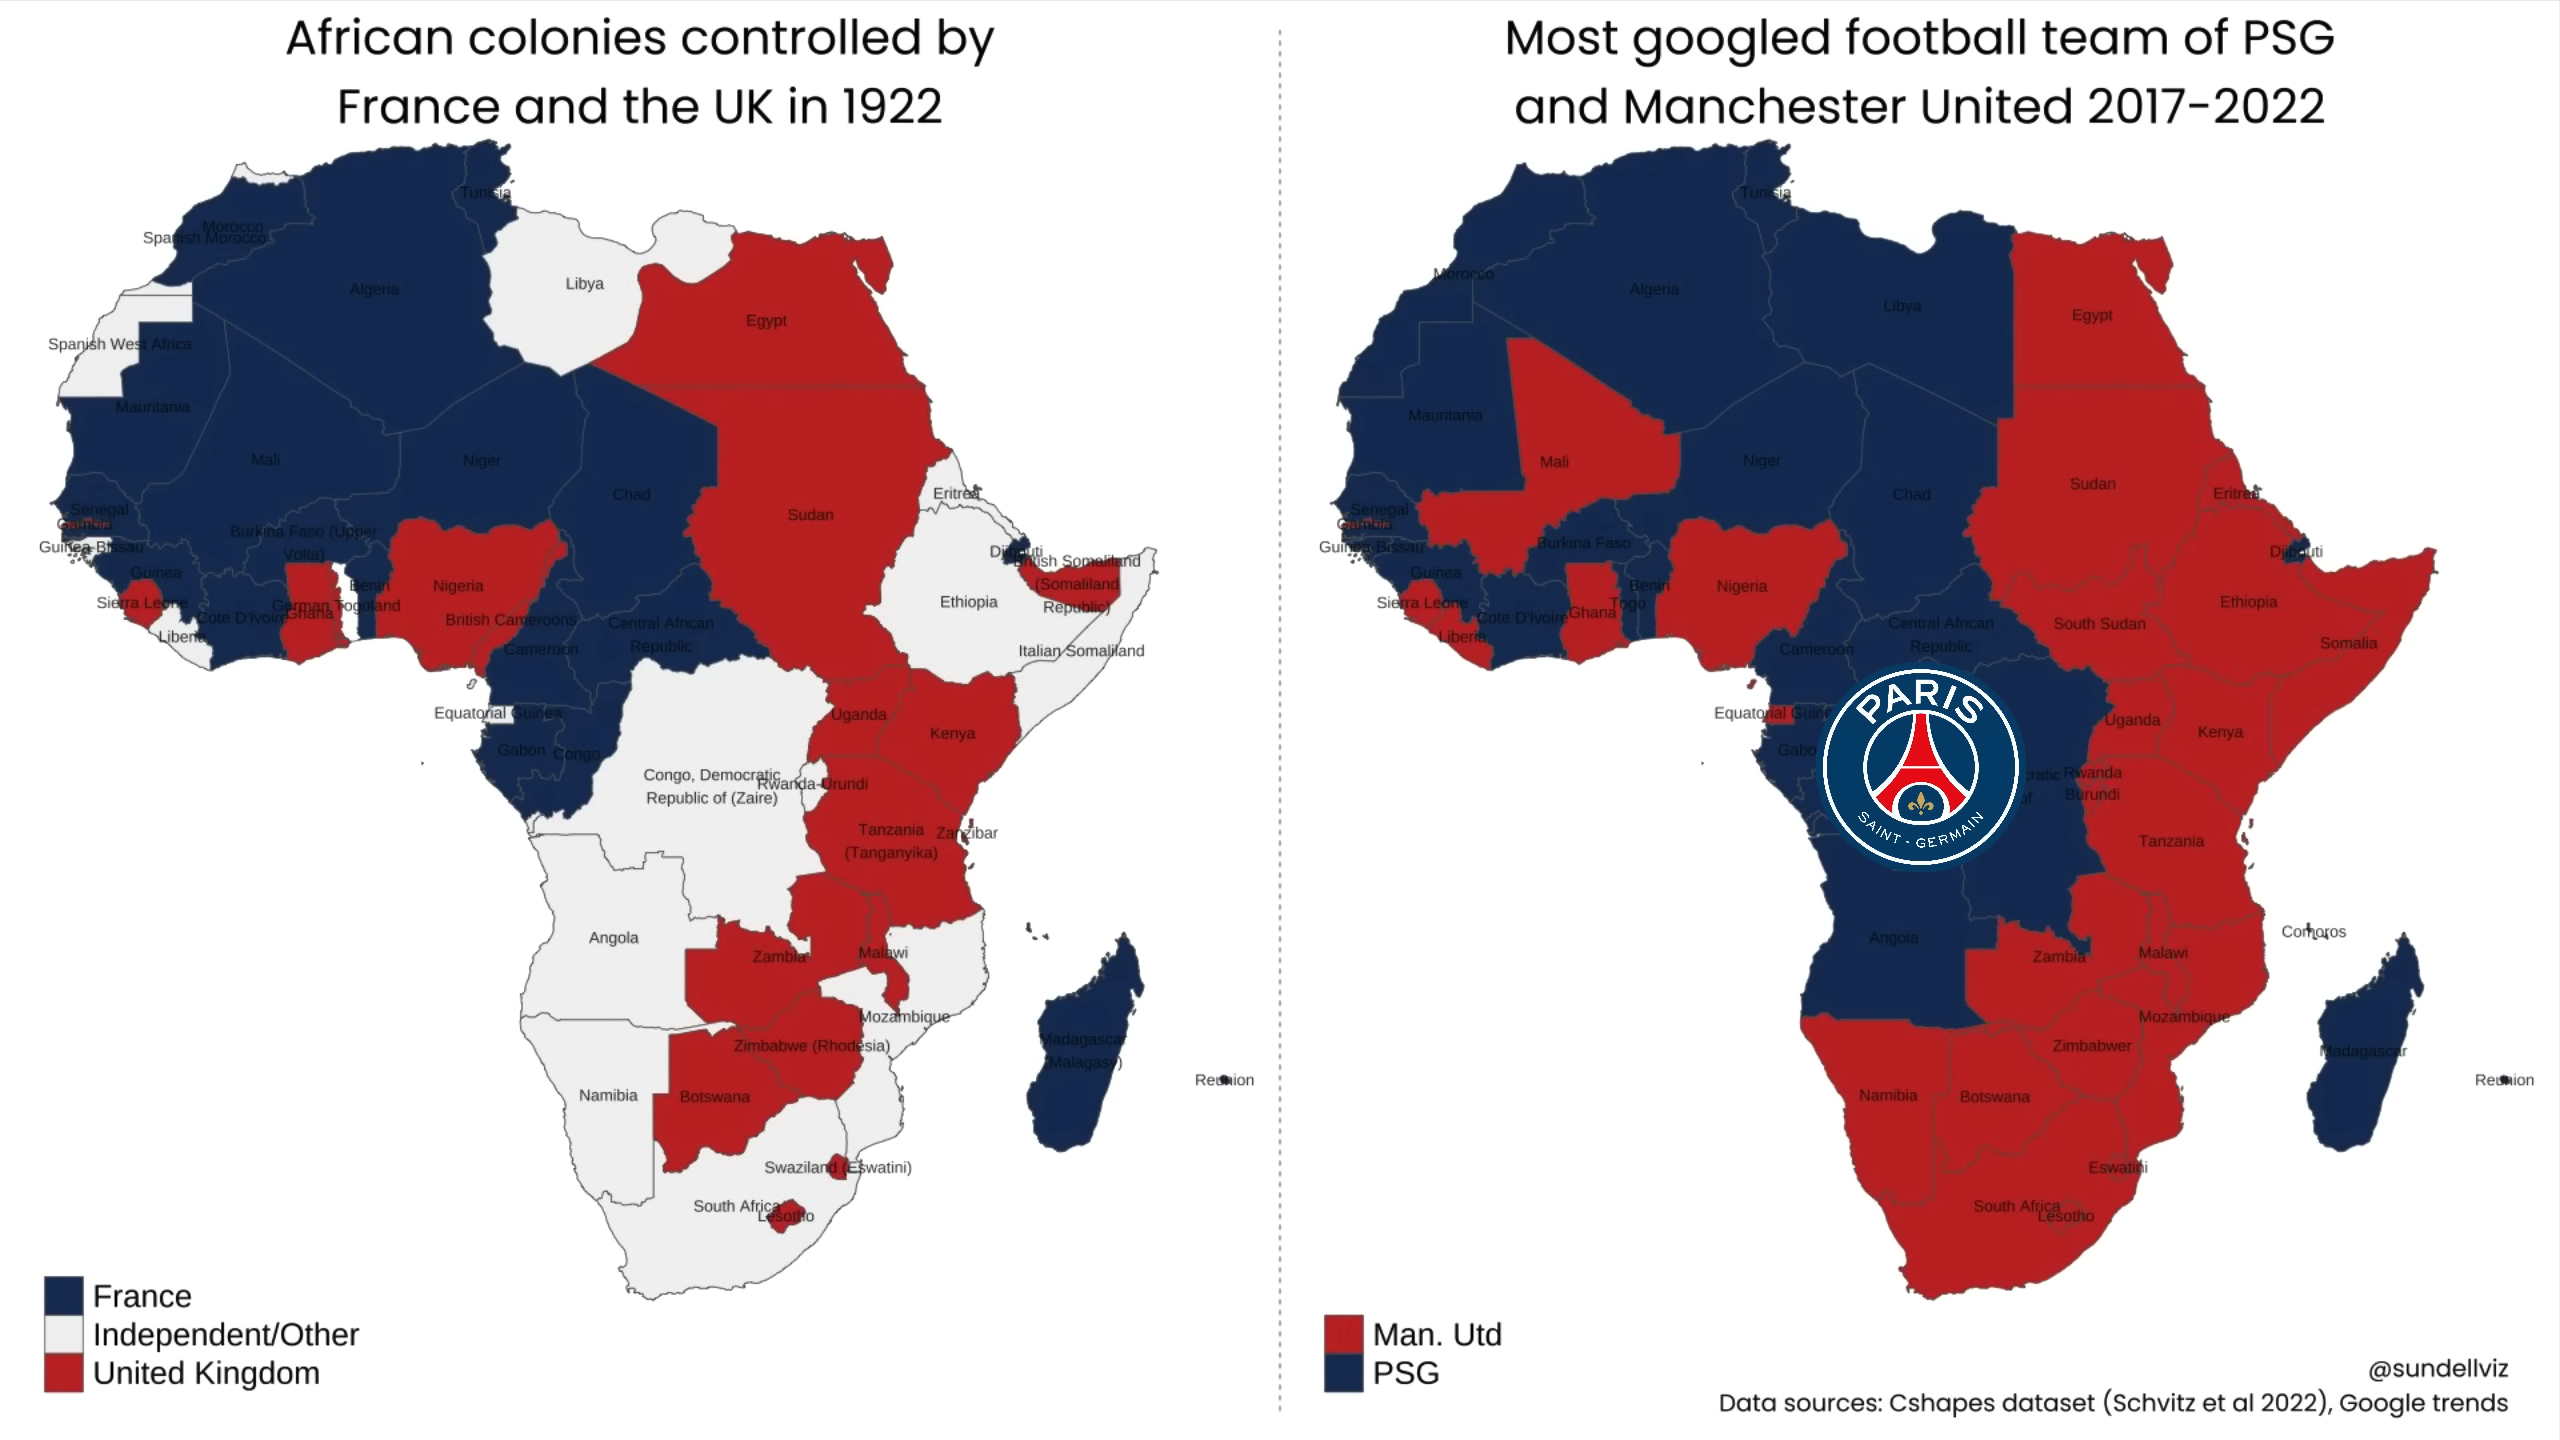 African colonies controlled by
France and the UK in 1922
Tunisia
Morocco
Spanish Morocco
Algeria
Libya
Egypt
Spanish West Africa
Mauritania
Mali
Niger
Chad
Sudan
Eritrea
Senegal
Gambia
Guinea-Bissau
Burkina Faso (Upper
Volta)
Guinea
Sierra Leone
Liberia
Cote D'Ivoire
German Togoland
Ghana
Benin
Nigeria
British Cameroons
Cameroon
Central African
Republic
Djibouti
British Somaliland
(Somaliland
Republic)
Ethiopia
Italian Somaliland
Equatorial Guinea
Gabon
Congo
Uganda
Kenya
Congo, Democratic
Republic of (Zaire)
Rwanda-Urundi
Tanzania
(Tanganyika)
Zanzibar
Angola
Zambia
Malawi
Mozambique
Zimbabwe (Rhodesia)
Madagascar
(Malagasy)
Reunion
Namibia
Botswana
Swaziland (Eswatini)
South Africa
Lesotho
France
Independent/Other
United Kingdom
Most googled football team of PSG
and Manchester United 2017-2022
Tunisia
Morocco
Algeria
Libya
Egypt
Mauritania
Mali
Niger
Chad
Sudan
Eritrea
Senegal
Gambia
Guinea-Bissau
Burkina Faso
Guinea
Sierra Leone
Liberia
Cote D'Ivoire
Ghana
Togo
Benin
Nigeria
Cameroon
Central African
Republic
South Sudan
Djibouti
Ethiopia
Somalia
Equatorial
PARIS
SAINT-GERMAIN
Uganda
Kenya
Rwanda
Burundi
Tanzania
Comoros
Angola
Zambia
Malawi
Mozambique
Zimbabwer
Madagascar
Reunion
Namibia
Botswana
Eswatini
South Africa
Lesotho
Man. Utd
PSG
@sundellviz
Data sources: Cshapes dataset (Schvitz et al 2022), Google trends